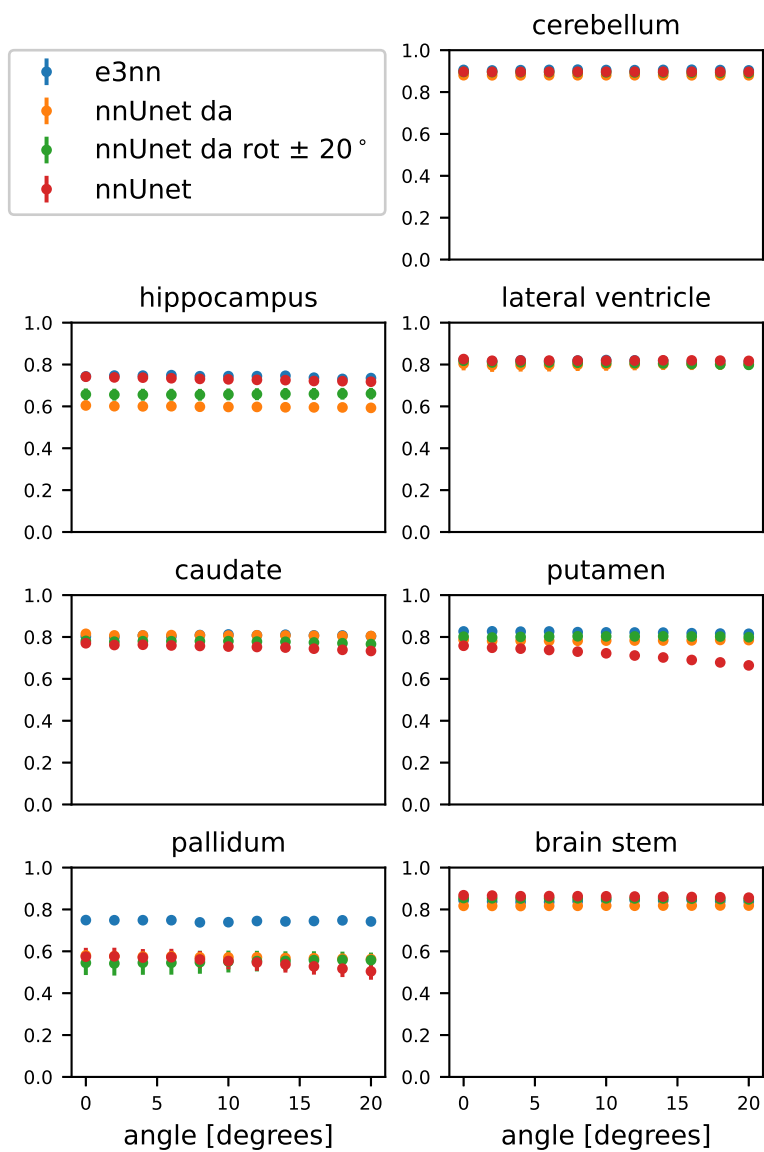 cerebellum
e3nn
nnUnet da
nnUnet da rot ± 20°
nnUnet
1.0
0.8
0.6
0.4
0.2
0.0
hippocampus
1.0
0.8
0.6
0.4
0.2
0.0
lateral ventricle
1.0
0.8
0.6
0.4
0.2
0.0
caudate
1.0
0.8
0.6
0.4
0.2
0.0
putamen
1.0
0.8
0.6
0.4
0.2
0.0
pallidum
1.0
0.8
0.6
0.4
0.2
0.0
0 5 10 15 20
angle [degrees]
brain stem
1.0
0.8
0.6
0.4
0.2
0.0
0 5 10 15 20
angle [degrees]